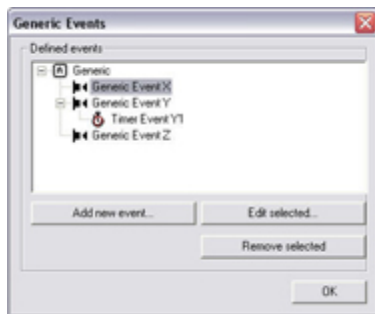 Generic Events
Defined events
Generic
Generic Event X
Generic Event Y
Timer Event Y1
Generic Event Z
Add new event...
Edit selected...
Remove selected
OK